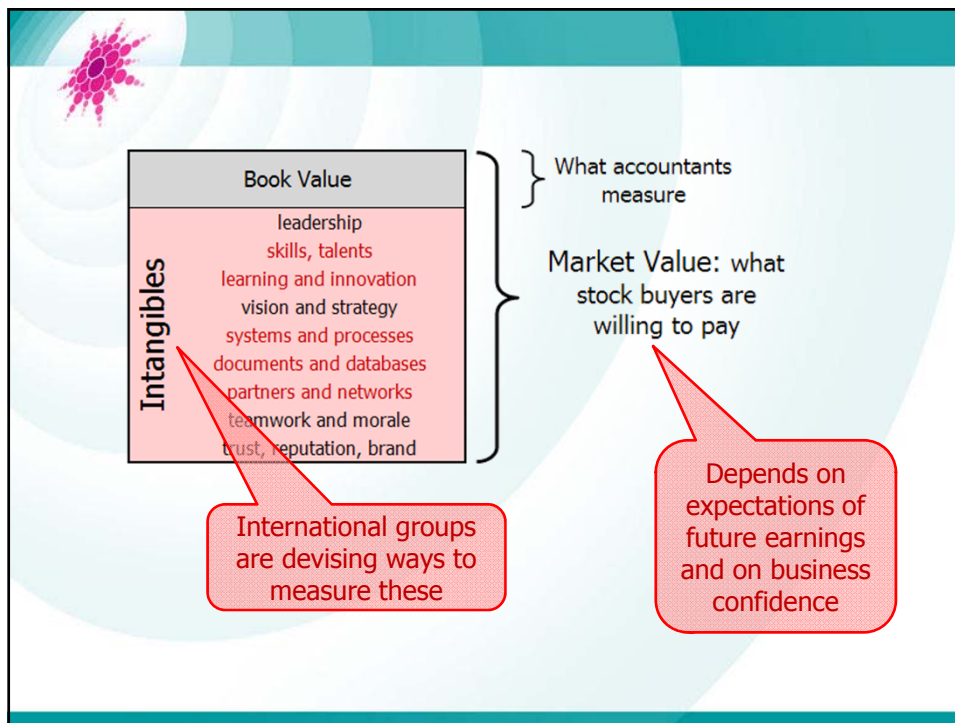 Book Value
What accountants
measure
Intangibles
leadership
skills, talents
learning and innovation
vision and strategy
systems and processes
documents and databases
partners and networks
teamwork and morale
trust, reputation, brand
Market Value: what
stock buyers are
willing to pay
International groups
are devising ways to
measure these
Depends on
expectations of
future earnings
and on business
confidence